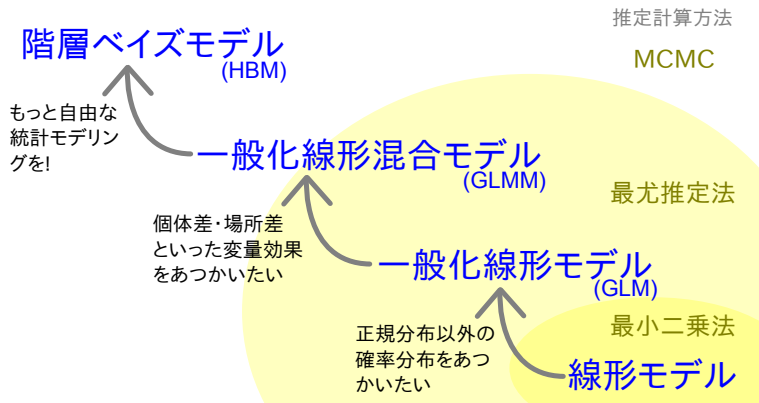 推定計算方法
階層ベイズモデル
(HBM)
MCMC
もっと自由な
統計モデリン
グを!
一般化線形混合モデル
(GLMM)
最尤推定法
個体差・場所差
といった変量効果
をあつかいたい
一般化線形モデル
(GLM)
正規分布以外の
確率分布をあつ
かいたい
最小二乗法
線形モデル